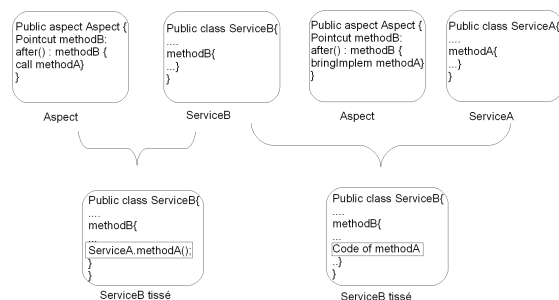 Public aspect Aspect {
Pointcut methodB:
after() : methodB {
call methodA}
}
Aspect
Public class ServiceB{
....
methodB{
...}
}
ServiceB
Public aspect Aspect {
Pointcut methodB:
after() : methodB {
bringImplem methodA}
}
Aspect
Public class ServiceA{
....
methodA{
...}
}
ServiceA
Public class ServiceB{
....
methodB{
...
ServiceA.methodA();
}
}
ServiceB tissé
Public class ServiceB{
....
methodB{
...
Code of methodA
..}
}
ServiceB tissé